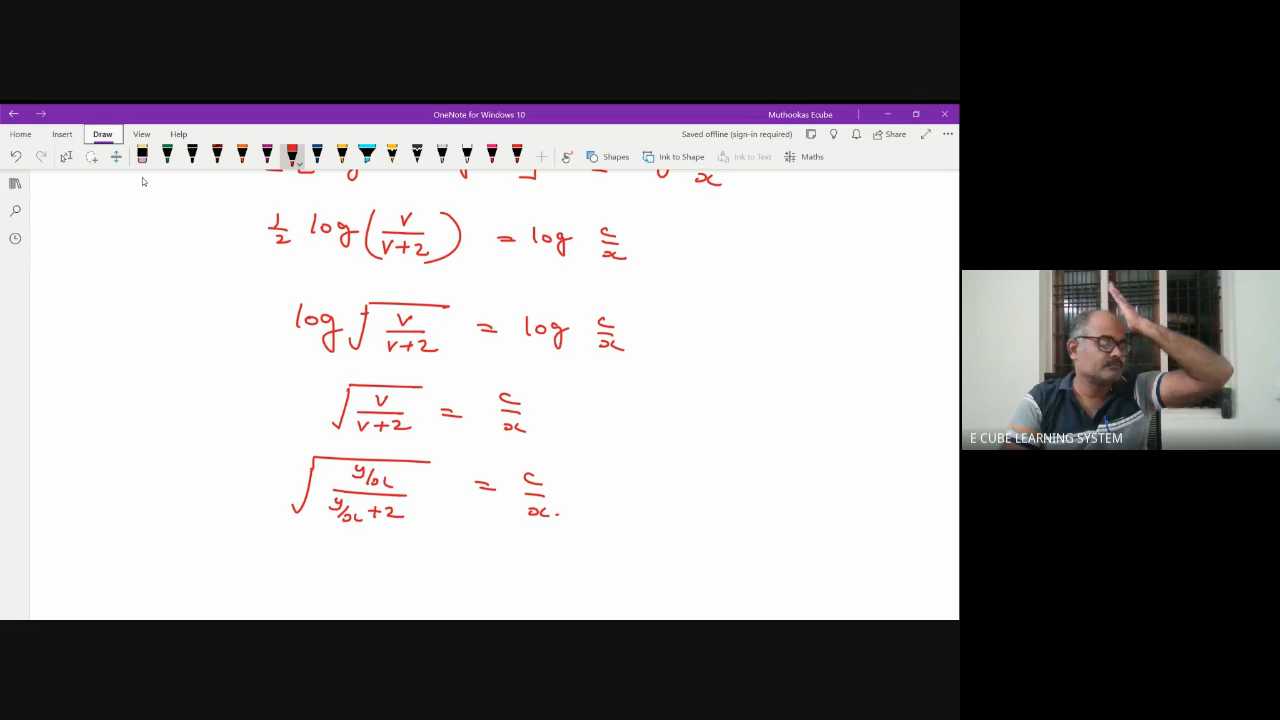 OneNote for Windows 10
Muthookas Ecube
Home Insert Draw View Help
Saved offline (sign-in required)
Share
Shapes Ink to Shape Ink to Text Maths
1/2 log (v/(v+2)) = log c/x
log √(v/(v+2)) = log c/x
√(v/(v+2)) = c/x
√((y/x)/(y/x +2)) = c/x.
E CUBE LEARNING SYSTEM